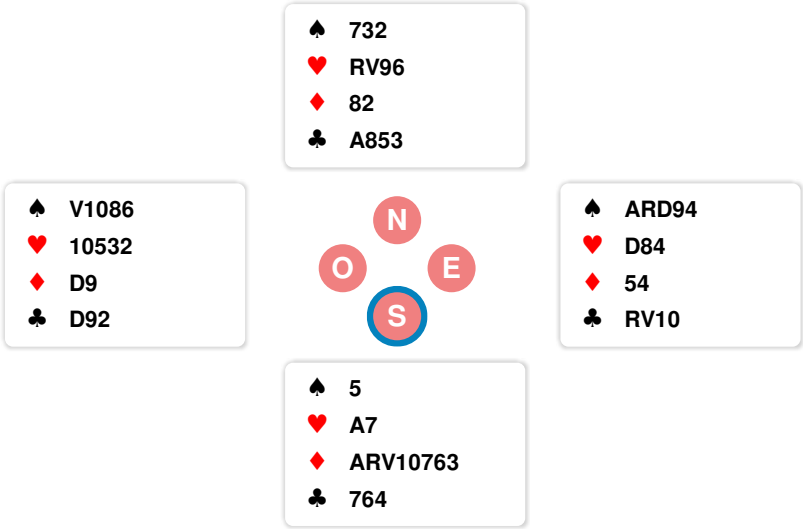 ♠ 732
♥ RV96
♦ 82
♣ A853
♠ V1086
♥ 10532
♦ D9
♣ D92
N
O E
S
♠ ARD94
♥ D84
♦ 54
♣ RV10
♠ 5
♥ A7
♦ ARV10763
♣ 764